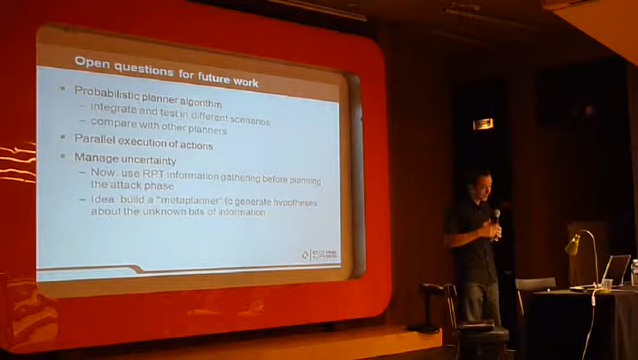 Open questions for future work
Probabilistic planner algorithm
– integrate and test in different scenarios
– compare with other planners
Parallel execution of actions
Manage uncertainty
– Now: use RPT information gathering before planning
the attack phase
– Idea: build a "metaplanner" to generate hypotheses
about the unknown bits of information